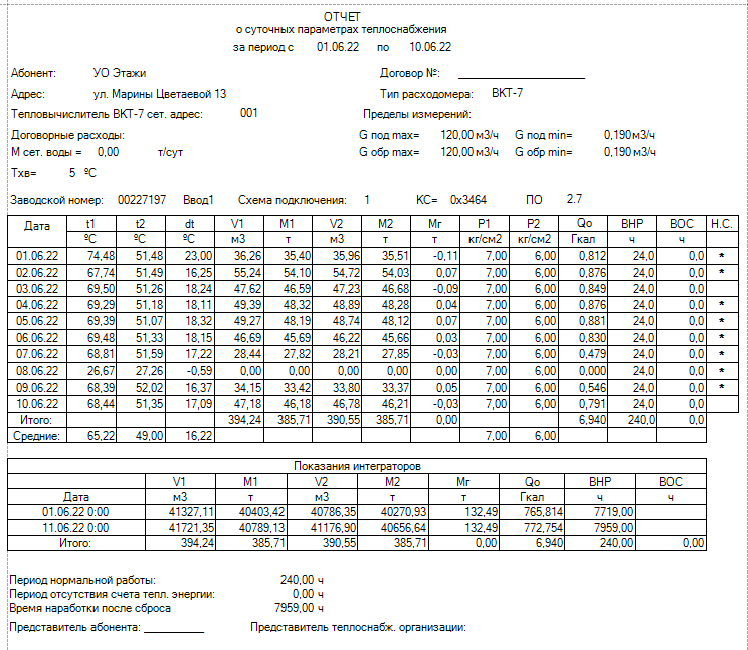 ОТЧЕТ
о суточных параметрах теплоснабжения
за период с 01.06.22 по 10.06.22
Абонент: УО Этажи Договор №: ____________________
Адрес: ул. Марины Цветаевой 13 Тип расходомера: ВКТ-7
Тепловычислитель ВКТ-7 сет. адрес: 001 Пределы измерений:
Договорные расходы: G под max= 120,00 м3/ч G под min= 0,190 м3/ч
М сет. воды = 0,00 т/сут G обр max= 120,00 м3/ч G обр min= 0,190 м3/ч
Тхв= 5 ºС
Заводской номер: 00227197 Ввод1 Схема подключения: 1 КС= 0x3464 ПО 2.7
Дата t1 t2 dt V1 M1 V2 M2 Мг P1 P2 Qo ВНР ВОС Н.С.
ºС ºС ºС м3 т м3 т т кг/см2 кг/см2 Гкал ч ч
01.06.22 74,48 51,48 23,00 36,26 35,40 35,96 35,51 -0,11 7,00 6,00 0,812 24,0 0,0 *
02.06.22 67,74 51,49 16,25 55,24 54,10 54,72 54,03 0,07 7,00 6,00 0,876 24,0 0,0 *
03.06.22 69,50 51,26 18,24 47,62 46,59 47,23 46,68 -0,09 7,00 6,00 0,849 24,0 0,0
04.06.22 69,29 51,18 18,11 49,39 48,32 48,89 48,28 0,04 7,00 6,00 0,876 24,0 0,0 *
05.06.22 69,39 51,07 18,32 49,27 48,19 48,74 48,12 0,07 7,00 6,00 0,881 24,0 0,0 *
06.06.22 69,48 51,33 18,15 46,69 45,69 46,22 45,66 0,03 7,00 6,00 0,830 24,0 0,0 *
07.06.22 68,81 51,59 17,22 28,44 27,82 28,21 27,85 -0,03 7,00 6,00 0,479 24,0 0,0 *
08.06.22 26,67 27,26 -0,59 0,00 0,00 0,00 0,00 0,00 7,00 6,00 0,000 24,0 0,0 *
09.06.22 68,39 52,02 16,37 34,15 33,42 33,80 33,37 0,05 7,00 6,00 0,546 24,0 0,0 *
10.06.22 68,44 51,35 17,09 47,18 46,18 46,78 46,21 -0,03 7,00 6,00 0,791 24,0 0,0
Итого: 394,24 385,71 390,55 385,71 0,00 6,940 240,0 0,0
Средние: 65,22 49,00 16,22 7,00 6,00
Показания интеграторов
V1 M1 V2 M2 Мг Qo ВНР ВОС
Дата м3 т м3 т т Гкал ч ч
01.06.22 0:00 41327,11 40403,42 40786,35 40270,93 132,49 765,814 7719,00
11.06.22 0:00 41721,35 40789,13 41176,90 40656,64 132,49 772,754 7959,00
Итого: 394,24 385,71 390,55 385,71 0,00 6,940 240,00 0,00
Период нормальной работы: 240,00 ч
Период отсутствия счета тепл. энергии: 0,00 ч
Время наработки после сброса 7959,00 ч
Представитель абонента: __________ Представитель теплоснабж. организации: